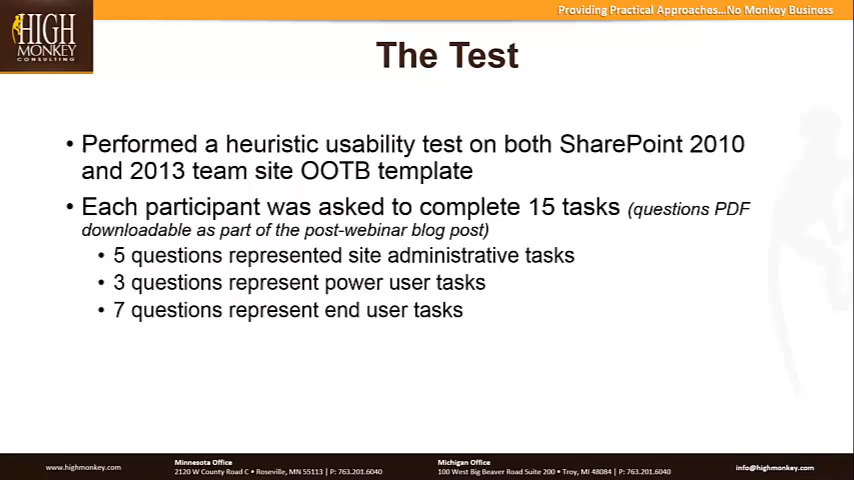 Providing Practical Approaches...No Monkey Business
HIGH
MONKEY
CONSULTING
The Test
• Performed a heuristic usability test on both SharePoint 2010
and 2013 team site OOTB template
• Each participant was asked to complete 15 tasks (questions PDF
downloadable as part of the post-webinar blog post)
• 5 questions represented site administrative tasks
• 3 questions represent power user tasks
• 7 questions represent end user tasks
www.highmonkey.com
Minnesota Office
2120 W County Road C • Roseville, MN 55113 | P: 763.201.6040
Michigan Office
100 West Big Beaver Road Suite 200 • Troy, MI 48084 | P: 763.201.6040
info@highmonkey.com